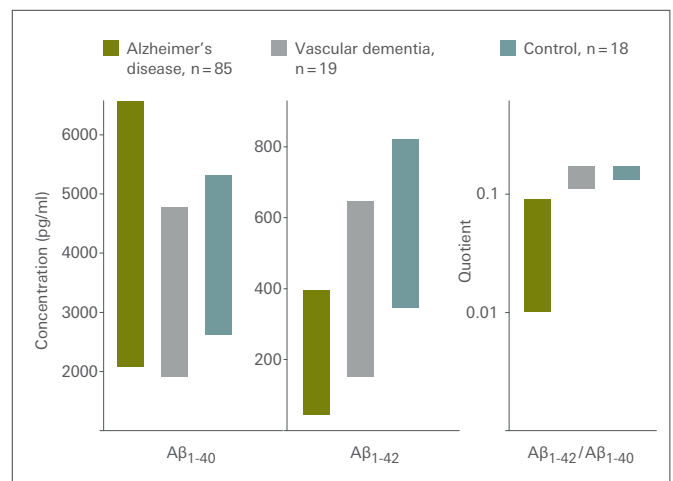 Alzheimer's
disease, n=85
Vascular dementia,
n=19
Control, n=18
Concentration (pg/ml)
6000
5000
4000
3000
2000
Aβ1-40
800
600
400
200
Aβ1-42
Quotient
0.1
0.01
Aβ1-42/Aβ1-40